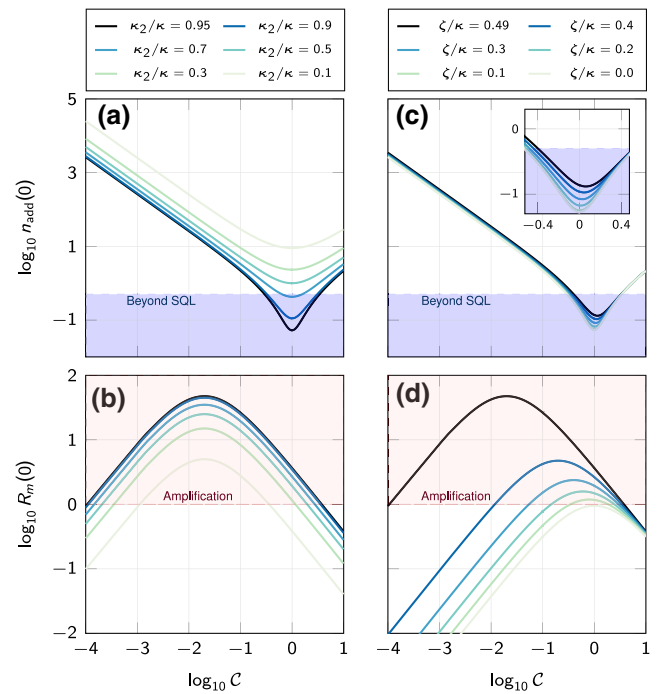 κ₂/κ = 0.95 κ₂/κ = 0.9
κ₂/κ = 0.7 κ₂/κ = 0.5
κ₂/κ = 0.3 κ₂/κ = 0.1
ζ/κ = 0.49 ζ/κ = 0.4
ζ/κ = 0.3 ζ/κ = 0.2
ζ/κ = 0.1 ζ/κ = 0.0
(a)
log₁₀ n_add(0)
5
3
1
−1
Beyond SQL
(c)
0
−1
−0.4 0 0.4
Beyond SQL
(b)
log₁₀ R_m(0)
2
1
0
−1
−2
Amplification
−4 −3 −2 −1 0 1
log₁₀ C
(d)
Amplification
−4 −3 −2 −1 0 1
log₁₀ C